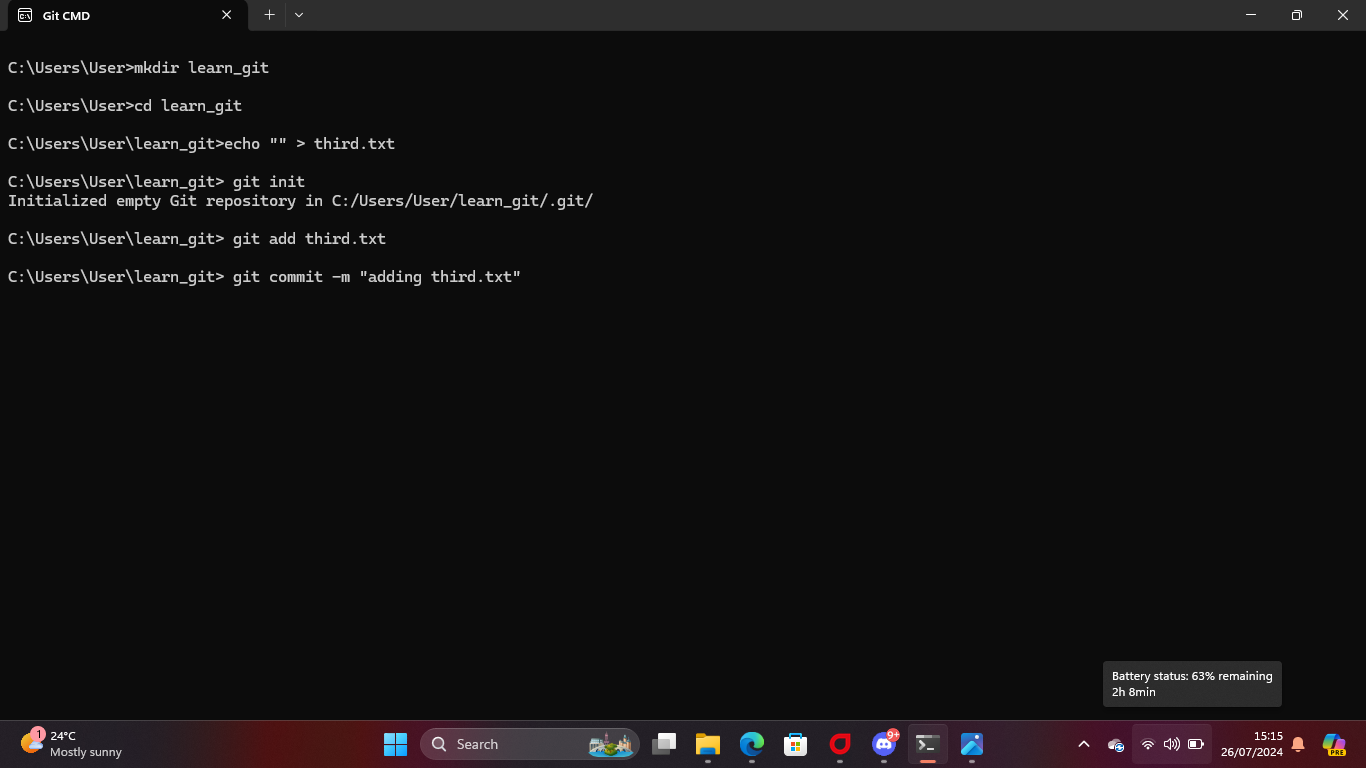 Git CMD
C:\Users\User>mkdir learn_git
C:\Users\User>cd learn_git
C:\Users\User\learn_git>echo "" > third.txt
C:\Users\User\learn_git> git init
Initialized empty Git repository in C:/Users/User/learn_git/.git/
C:\Users\User\learn_git> git add third.txt
C:\Users\User\learn_git> git commit -m "adding third.txt"
Battery status: 63% remaining
2h 8min
1
24°C
Mostly sunny
Search
9+
15:15
26/07/2024
PRE